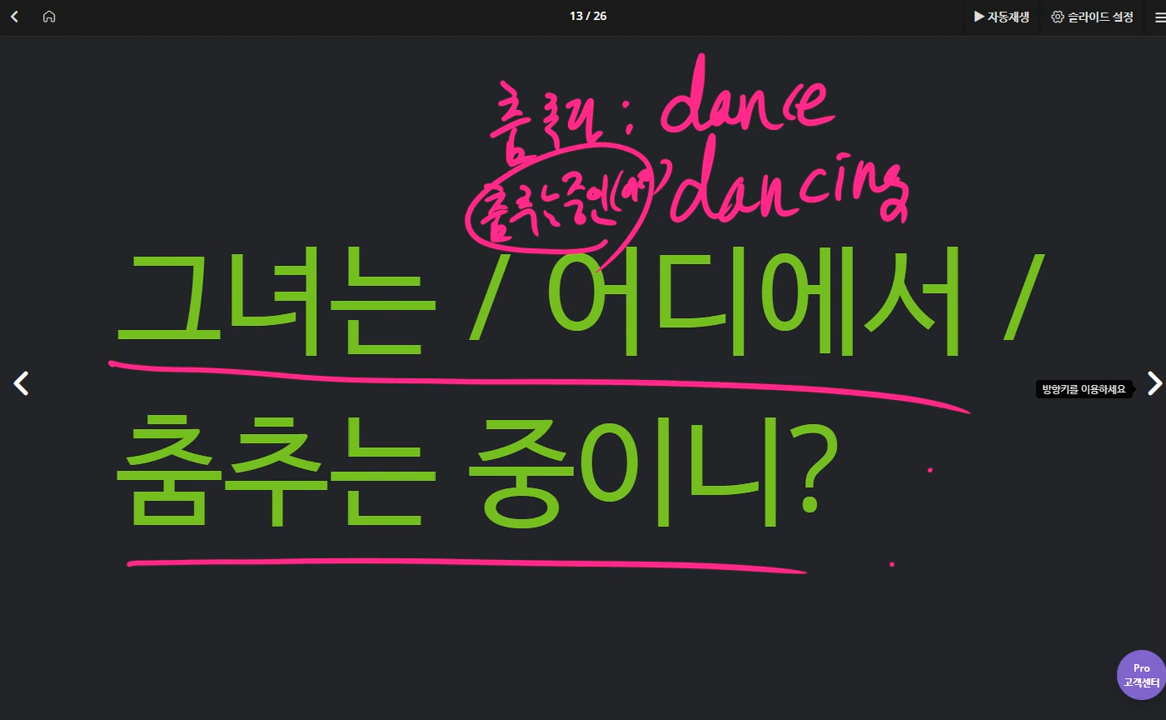 13 / 26
▶ 자동재생
슬라이드 설정
춤추다 : dance
춤추는 중인 dancing
그녀는 / 어디에서 /
방향키를 이용하세요
춤추는 중이니?
Pro
고객센터